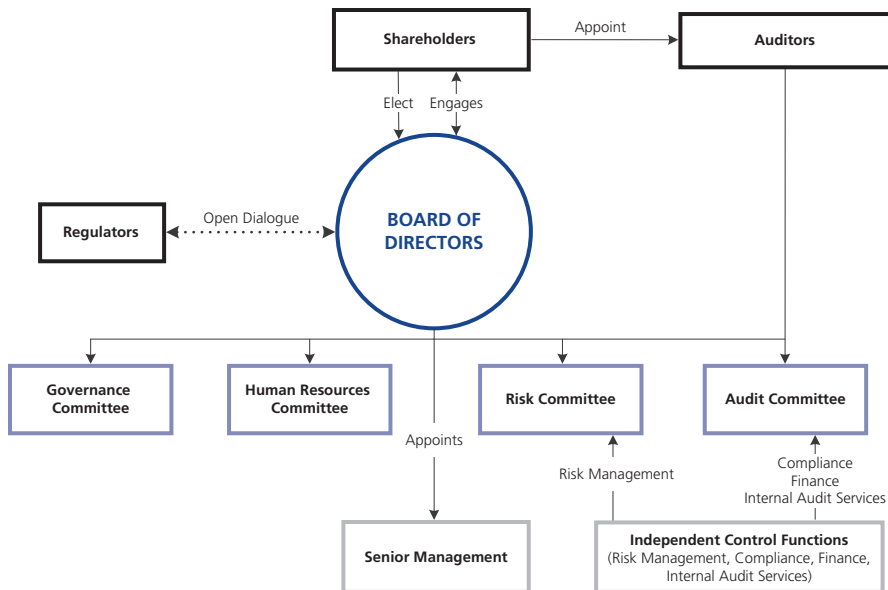 Shareholders
Appoint
Auditors
Elect
Engages
BOARD OF
DIRECTORS
Regulators
Open Dialogue
Governance
Committee
Human Resources
Committee
Risk Committee
Audit Committee
Appoints
Risk Management
Compliance
Finance
Internal Audit Services
Senior Management
Independent Control Functions
(Risk Management, Compliance, Finance,
Internal Audit Services)